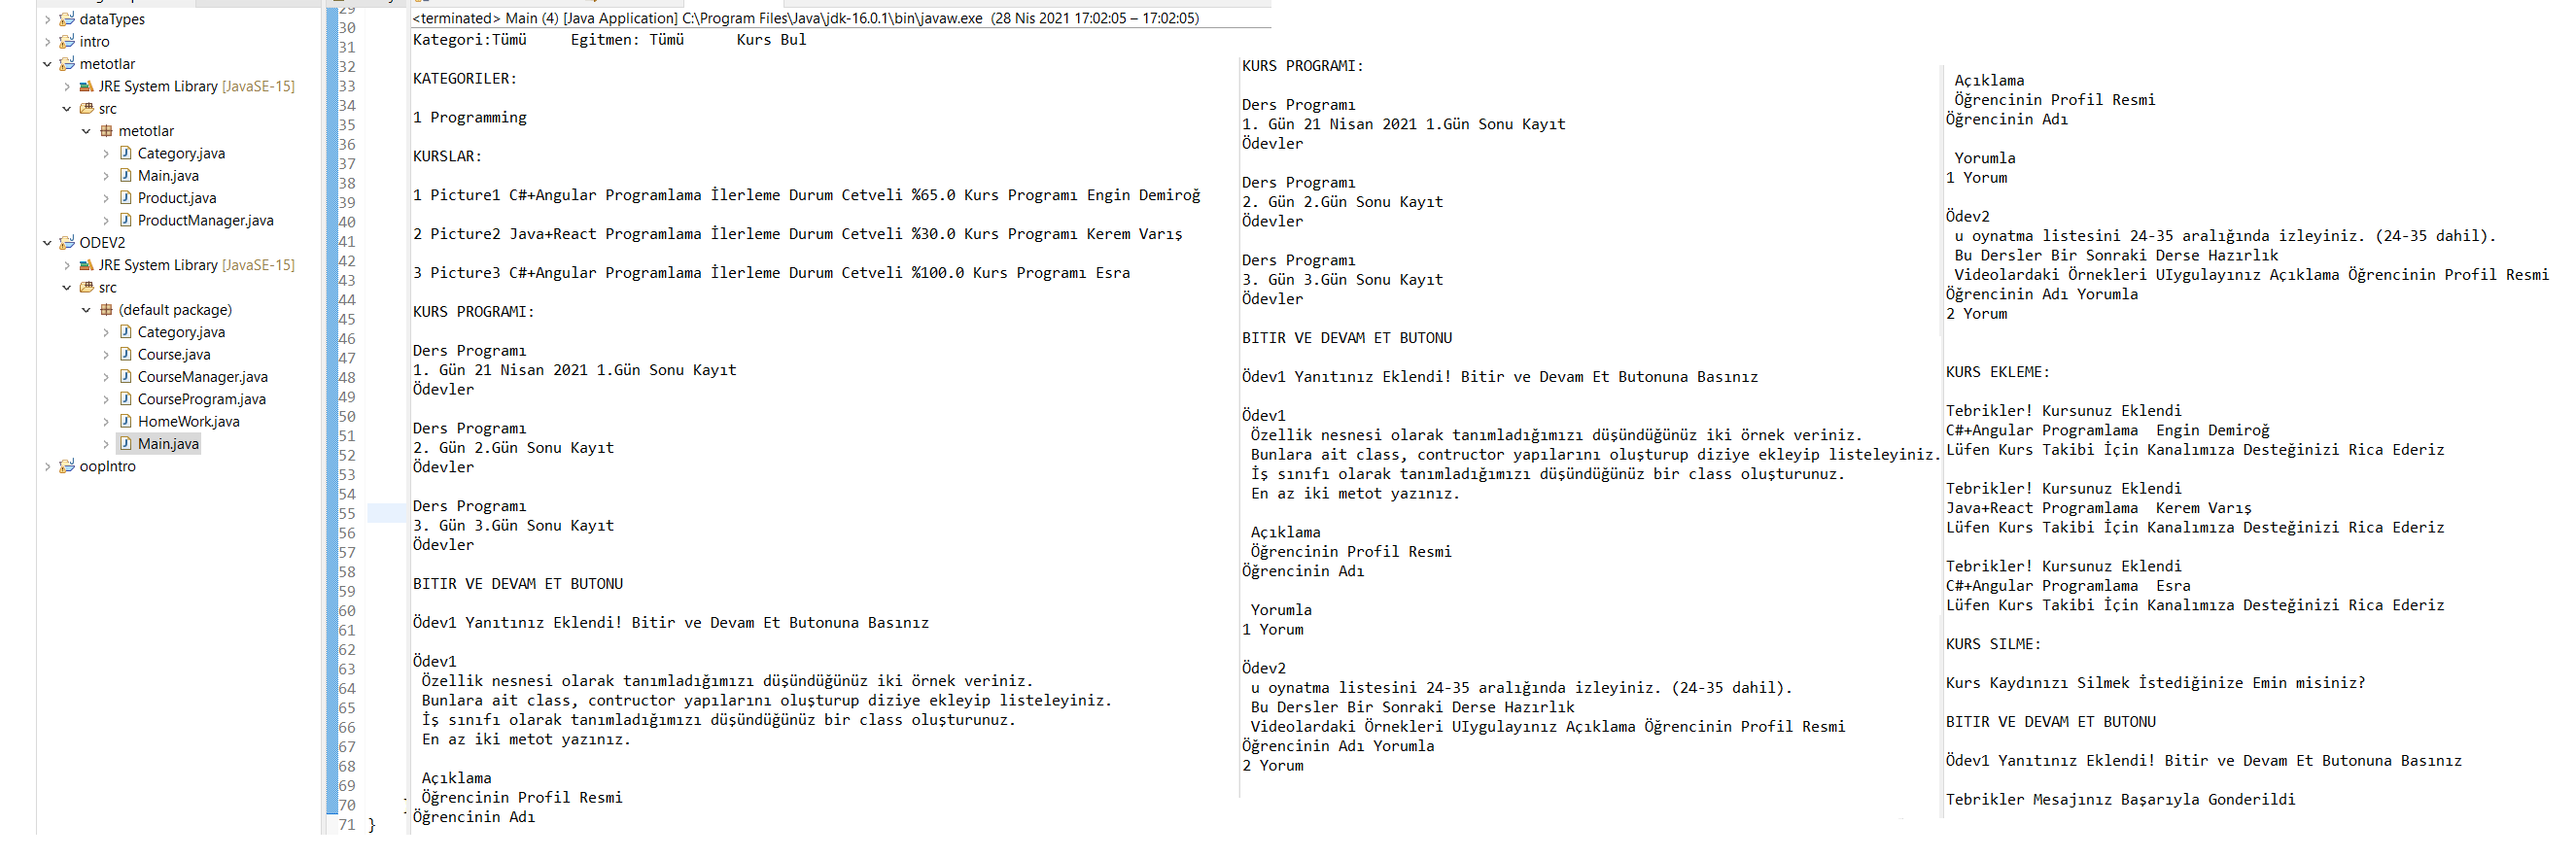 dataTypes
intro
metotlar
JRE System Library [JavaSE-15]
src
metotlar
Category.java
Main.java
Product.java
ProductManager.java
ODEV2
JRE System Library [JavaSE-15]
src
(default package)
Category.java
Course.java
CourseManager.java
CourseProgram.java
HomeWork.java
Main.java
oopIntro
29
30
31
32
33
34
35
36
37
38
39
40
41
42
43
44
45
46
47
48
49
50
51
52
53
54
55
56
57
58
59
60
61
62
63
64
65
66
67
68
69
70
71 }
<terminated> Main (4) [Java Application] C:\Program Files\Java\jdk-16.0.1\bin\javaw.exe (28 Nis 2021 17:02:05 – 17:02:05)
Kategori:Tümü Egitmen: Tümü Kurs Bul
KATEGORILER:
1 Programming
KURSLAR:
1 Picture1 C#+Angular Programlama İlerleme Durum Cetveli %65.0 Kurs Programı Engin Demiroğ
2 Picture2 Java+React Programlama İlerleme Durum Cetveli %30.0 Kurs Programı Kerem Varış
3 Picture3 C#+Angular Programlama İlerleme Durum Cetveli %100.0 Kurs Programı Esra
KURS PROGRAMI:
Ders Programı
1. Gün 21 Nisan 2021 1.Gün Sonu Kayıt
Ödevler
Ders Programı
2. Gün 2.Gün Sonu Kayıt
Ödevler
Ders Programı
3. Gün 3.Gün Sonu Kayıt
Ödevler
BITIR VE DEVAM ET BUTONU
Ödev1 Yanıtınız Eklendi! Bitir ve Devam Et Butonuna Basınız
Ödev1
Özellik nesnesi olarak tanımladığımızı düşündüğünüz iki örnek veriniz.
Bunlara ait class, contructor yapılarını oluşturup diziye ekleyip listeleyiniz.
İş sınıfı olarak tanımladığımızı düşündüğünüz bir class oluşturunuz.
En az iki metot yazınız.
Açıklama
Öğrencinin Profil Resmi
Öğrencinin Adı
KURS PROGRAMI:
Ders Programı
1. Gün 21 Nisan 2021 1.Gün Sonu Kayıt
Ödevler
Ders Programı
2. Gün 2.Gün Sonu Kayıt
Ödevler
Ders Programı
3. Gün 3.Gün Sonu Kayıt
Ödevler
BITIR VE DEVAM ET BUTONU
Ödev1 Yanıtınız Eklendi! Bitir ve Devam Et Butonuna Basınız
Ödev1
Özellik nesnesi olarak tanımladığımızı düşündüğünüz iki örnek veriniz.
Bunlara ait class, contructor yapılarını oluşturup diziye ekleyip listeleyiniz.
İş sınıfı olarak tanımladığımızı düşündüğünüz bir class oluşturunuz.
En az iki metot yazınız.
Açıklama
Öğrencinin Profil Resmi
Öğrencinin Adı
Yorumla
1 Yorum
Ödev2
u oynatma listesini 24-35 aralığında izleyiniz. (24-35 dahil).
Bu Dersler Bir Sonraki Derse Hazırlık
Videolardaki Örnekleri UIygulayınız Açıklama Öğrencinin Profil Resmi
Öğrencinin Adı Yorumla
2 Yorum
Açıklama
Öğrencinin Profil Resmi
Öğrencinin Adı
Yorumla
1 Yorum
Ödev2
u oynatma listesini 24-35 aralığında izleyiniz. (24-35 dahil).
Bu Dersler Bir Sonraki Derse Hazırlık
Videolardaki Örnekleri UIygulayınız Açıklama Öğrencinin Profil Resmi
Öğrencinin Adı Yorumla
2 Yorum
KURS EKLEME:
Tebrikler! Kursunuz Eklendi
C#+Angular Programlama Engin Demiroğ
Lüfen Kurs Takibi İçin Kanalımıza Desteğinizi Rica Ederiz
Tebrikler! Kursunuz Eklendi
Java+React Programlama Kerem Varış
Lüfen Kurs Takibi İçin Kanalımıza Desteğinizi Rica Ederiz
Tebrikler! Kursunuz Eklendi
C#+Angular Programlama Esra
Lüfen Kurs Takibi İçin Kanalımıza Desteğinizi Rica Ederiz
KURS SILME:
Kurs Kaydınızı Silmek İstediğinize Emin misiniz?
BITIR VE DEVAM ET BUTONU
Ödev1 Yanıtınız Eklendi! Bitir ve Devam Et Butonuna Basınız
Tebrikler Mesajınız Başarıyla Gonderildi